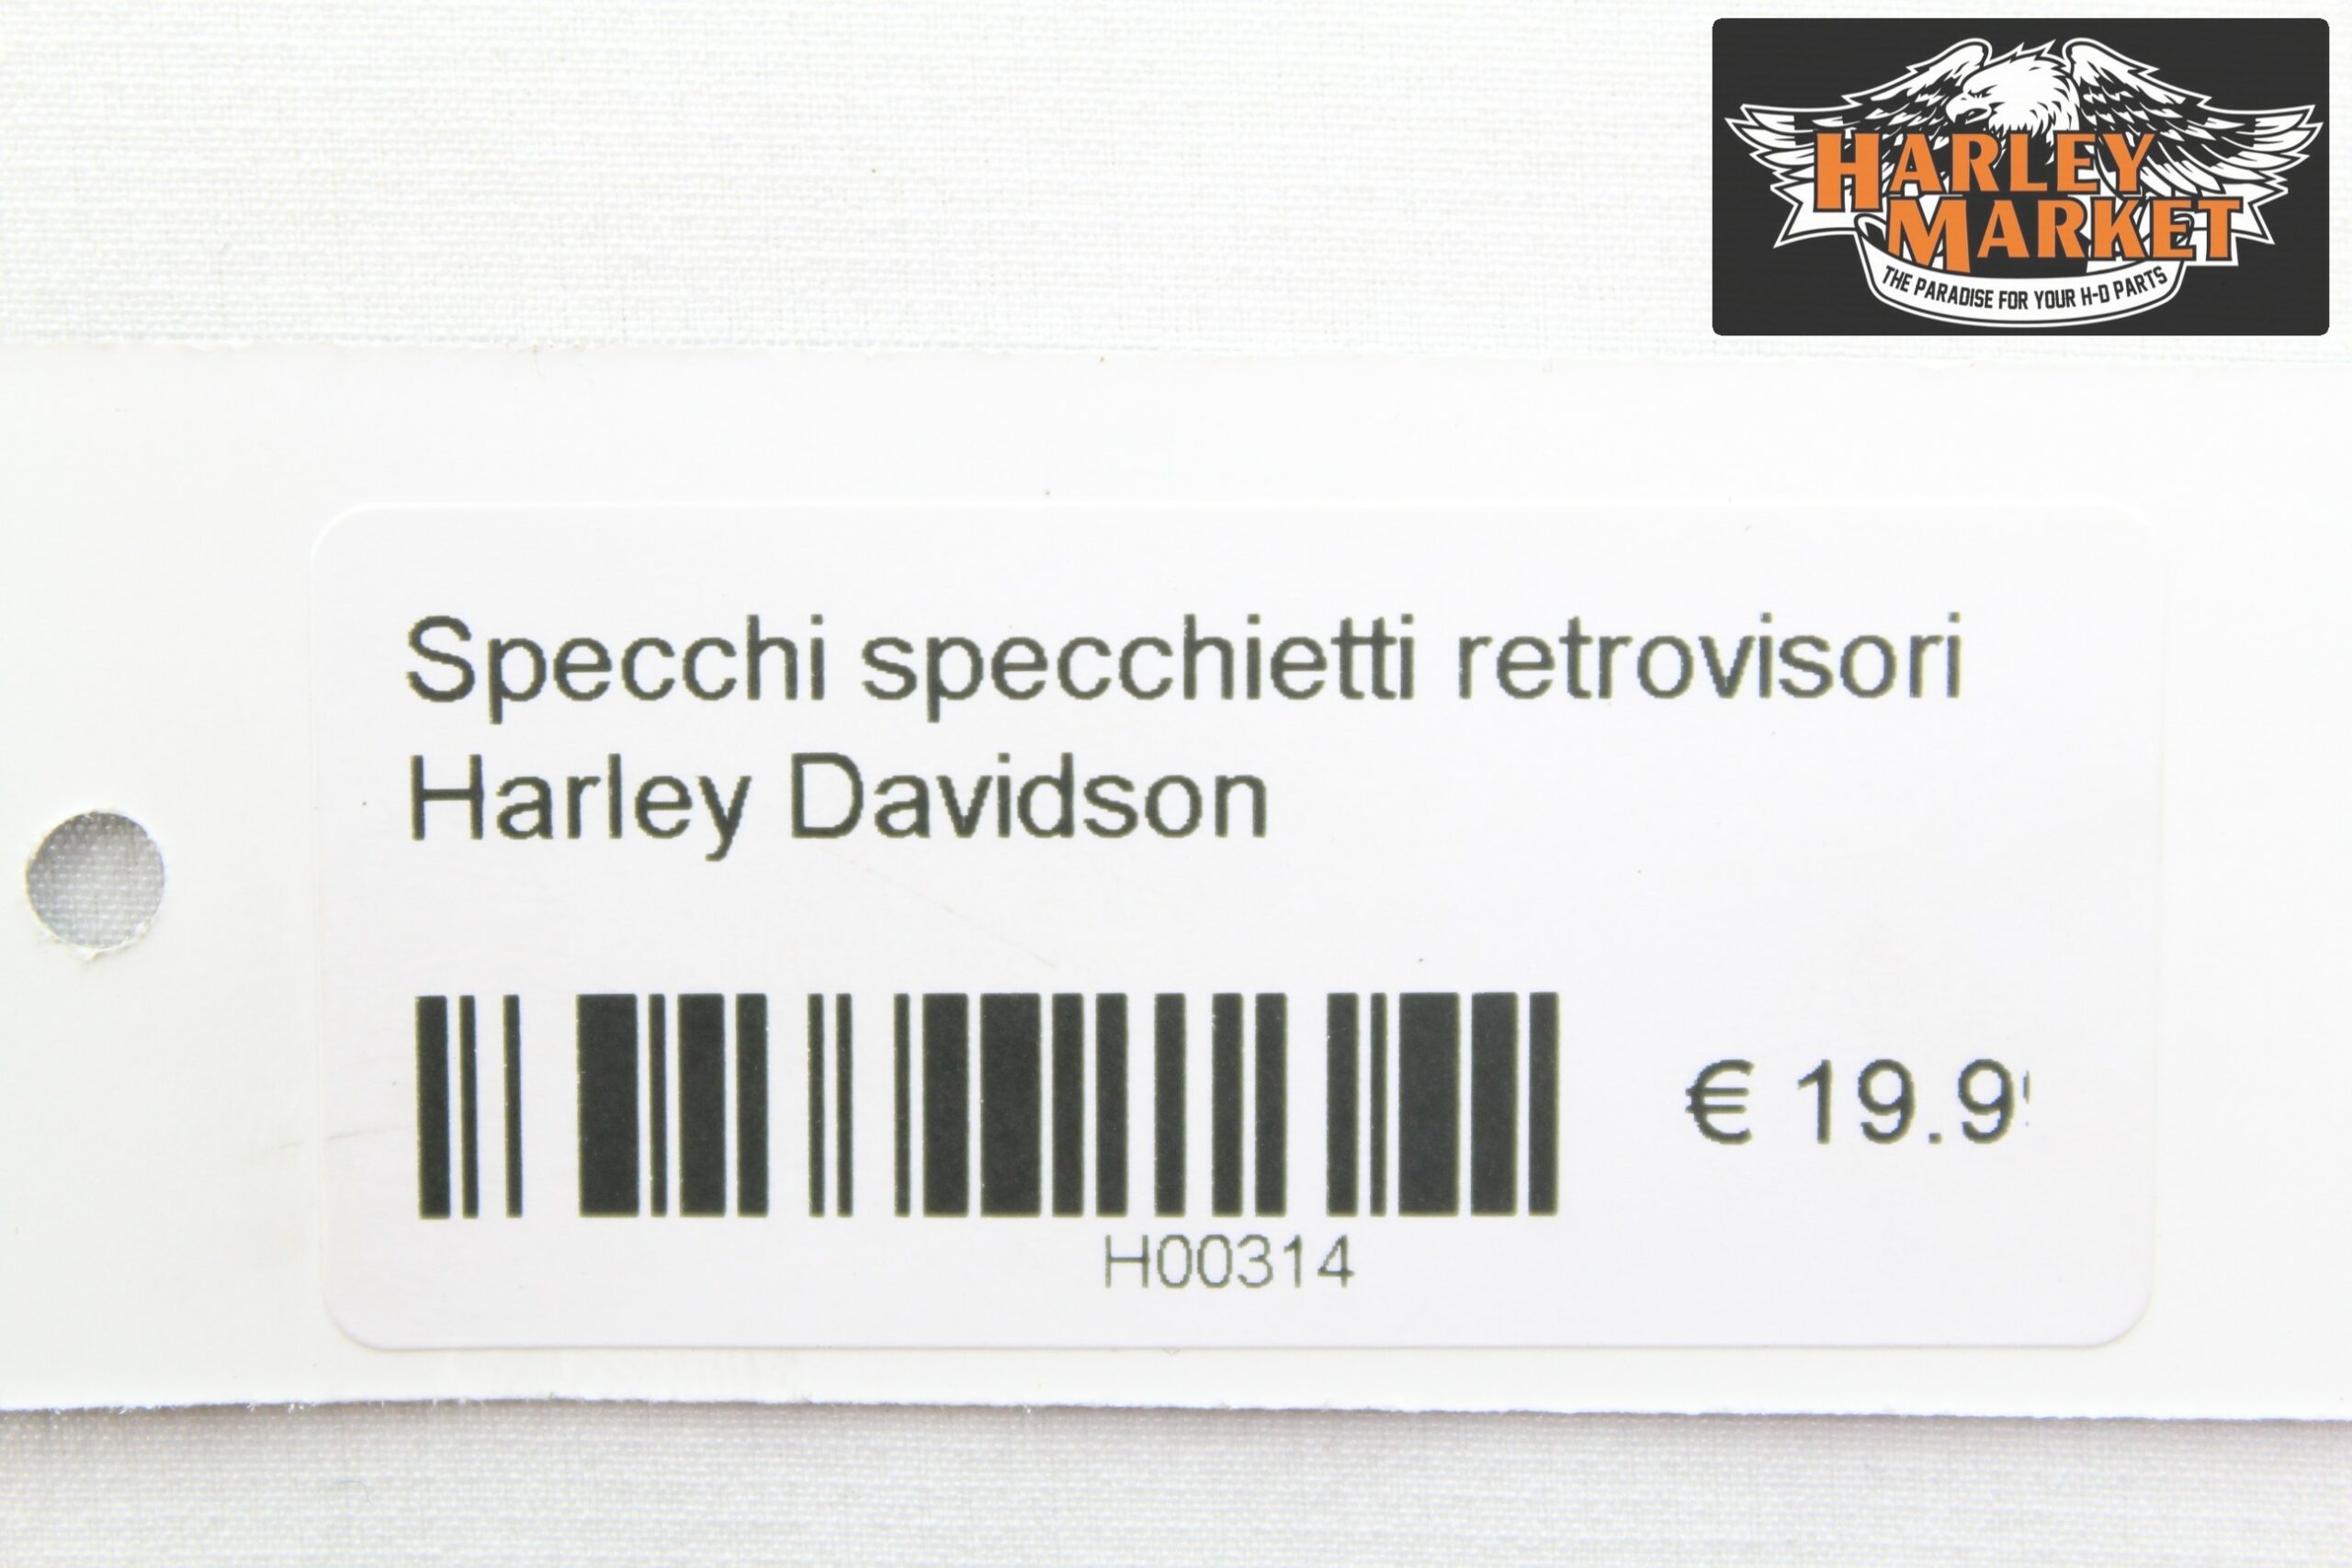 HARLEY
MARKET
THE PARADISE FOR YOUR H-D PARTS
Specchi specchietti retrovisori
Harley Davidson
€ 19.9
H00314